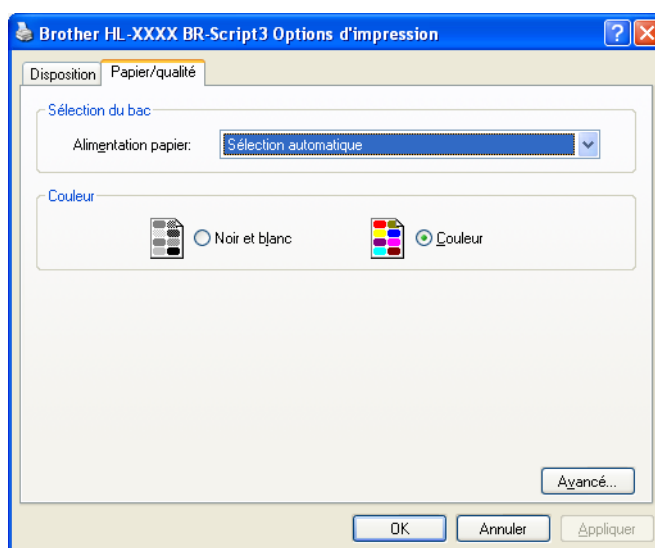 Brother HL-XXXX BR-Script3 Options d'impression
Disposition Papier/qualité
Sélection du bac
Alimentation papier: Sélection automatique
Couleur
Noir et blanc Couleur
Avancé...
OK Annuler Appliquer